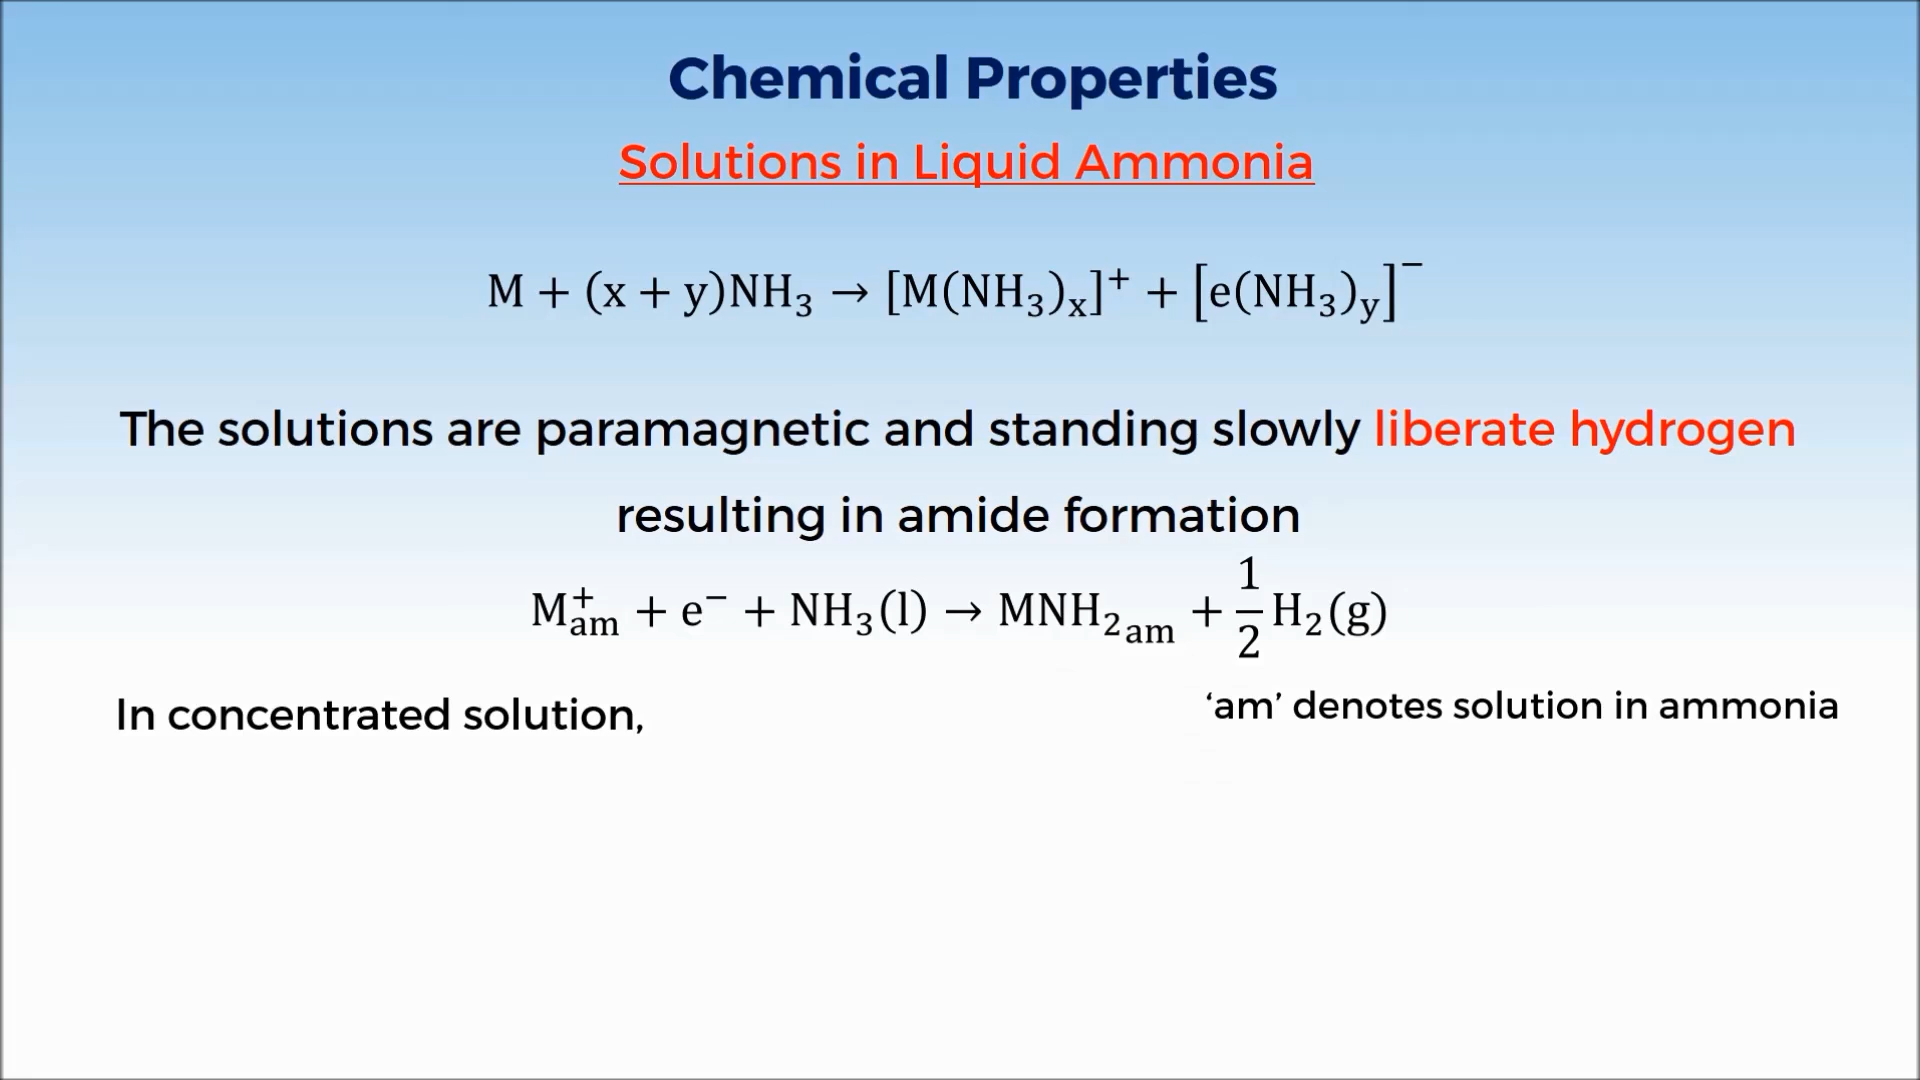 Chemical Properties
Solutions in Liquid Ammonia
M + (x + y)NH₃ → [M(NH₃)ₓ]⁺ + [e(NH₃)ᵧ]⁻
The solutions are paramagnetic and standing slowly liberate hydrogen
resulting in amide formation
M⁺am + e⁻ + NH₃(l) → MNH₂am + 1/2 H₂(g)
In concentrated solution,
‘am’ denotes solution in ammonia